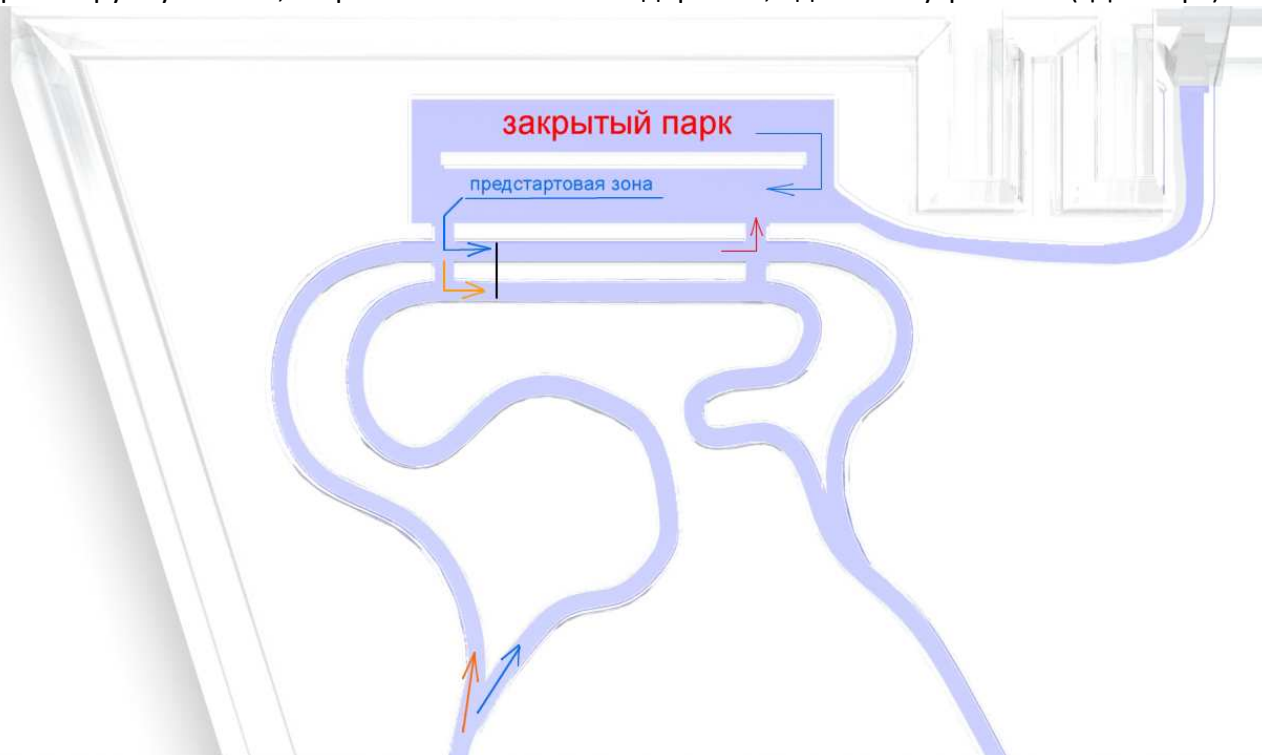 закрытый парк
предстартовая зона